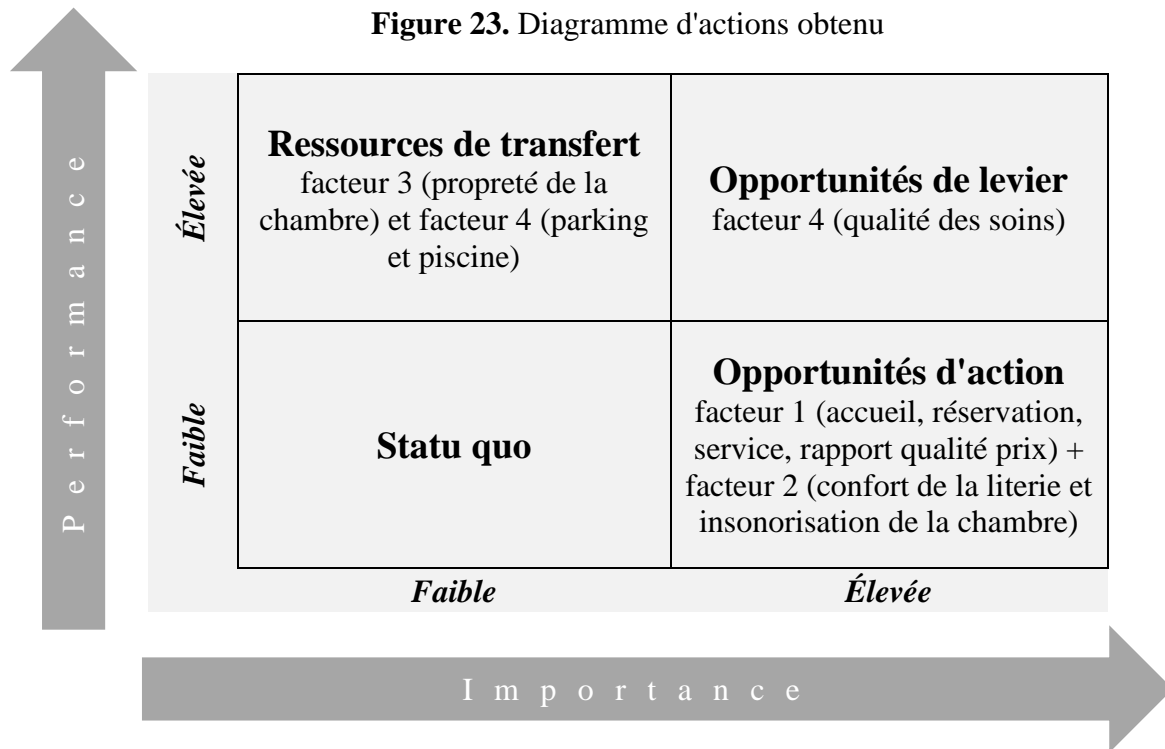 Figure 23. Diagramme d'actions obtenu
Performance
Élevée
Ressources de transfert
facteur 3 (propreté de la
chambre) et facteur 4 (parking
et piscine)
Opportunités de levier
facteur 4 (qualité des soins)
Faible
Statu quo
Opportunités d'action
facteur 1 (accueil, réservation,
service, rapport qualité prix) +
facteur 2 (confort de la literie et
insonorisation de la chambre)
Faible
Élevée
Importance